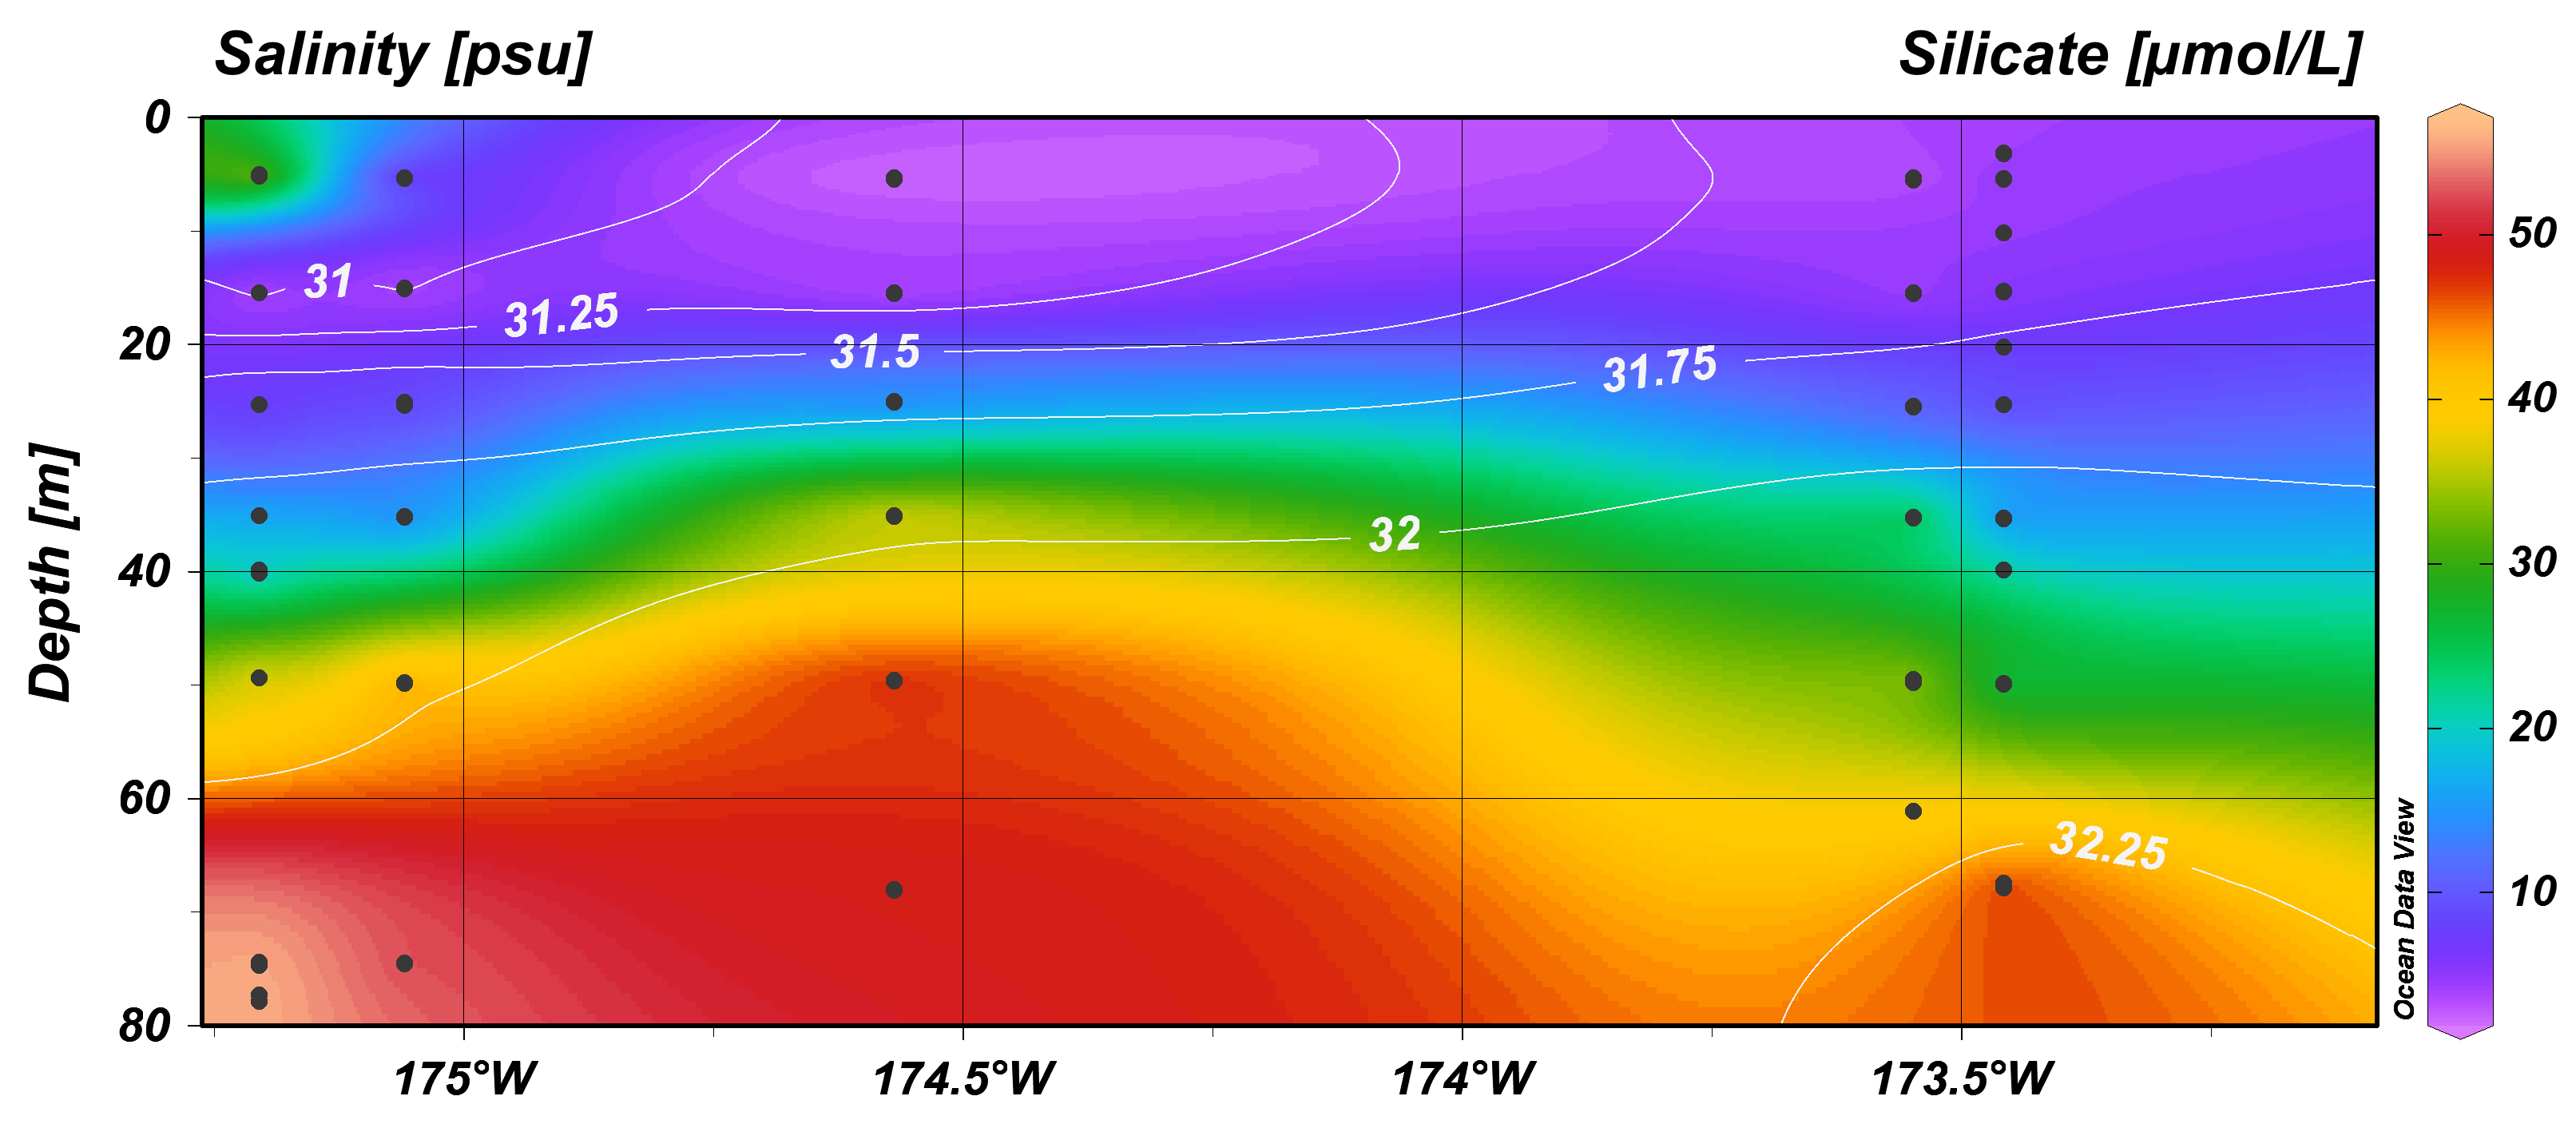 Salinity [psu]
Silicate [µmol/L]
0
20
40
60
80
Depth [m]
31
31.25
31.5
31.75
32
32.25
175°W
174.5°W
174°W
173.5°W
50
40
30
20
10
Ocean Data View